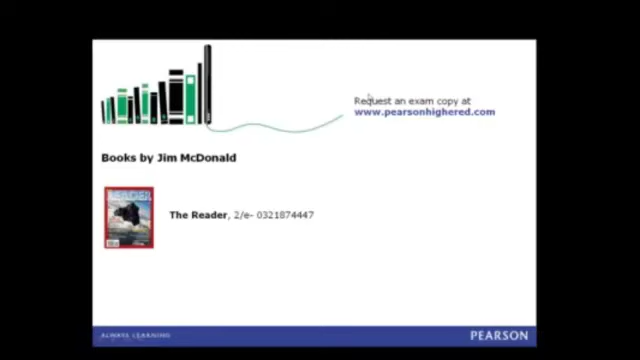 Request an exam copy at
www.pearsonhighered.com
Books by Jim McDonald
READER
The Reader, 2/e- 0321874447
ALWAYS LEARNING
PEARSON